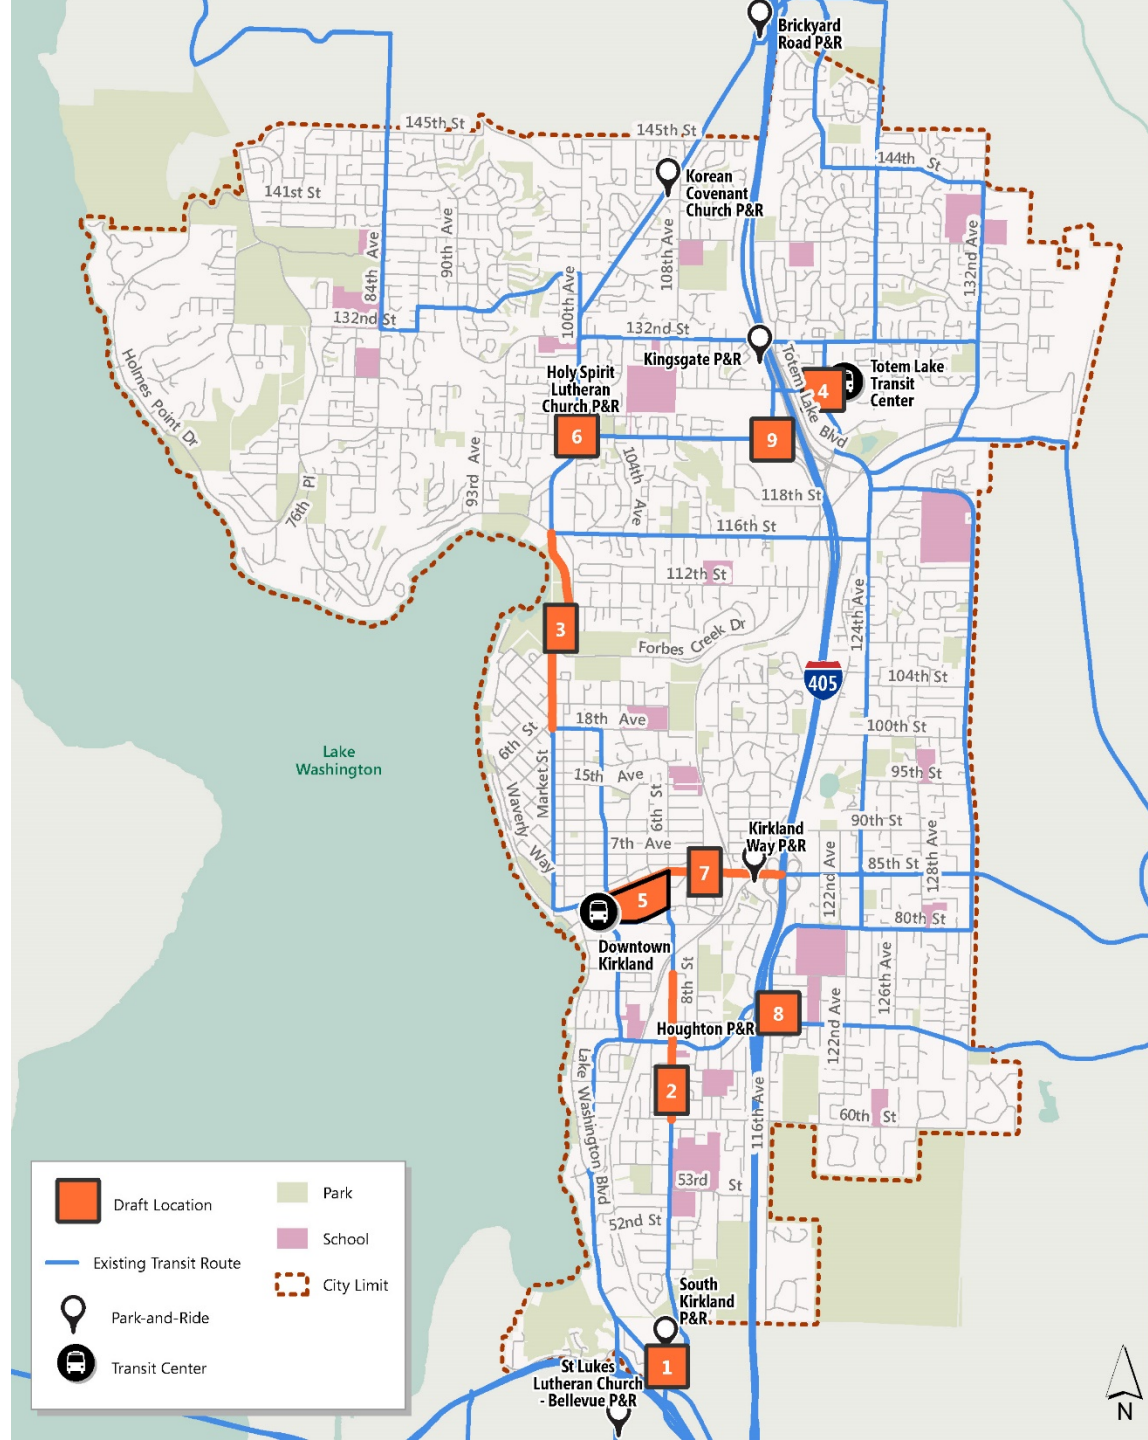 Brickyard
Road P&R
145th St
145th St
144th St
Korean
Covenant
Church P&R
141st St
84th Ave
90th Ave
108th Ave
132nd Ave
100th Ave
132nd St
132nd St
Kingsgate P&R
Totem Lake Blvd
Totem Lake
Transit
Center
4
Holmes Point Dr
Holy Spirit
Lutheran
Church P&R
6
9
93rd Ave
104th Ave
76th Pl
118th St
116th St
112th St
124th Ave
3
Forbes Creek Dr
405
104th St
18th Ave
100th St
6th St
Market St
Waverly Way
Lake
Washington
15th Ave
6th St
95th St
90th St
Kirkland
Way P&R
7th Ave
85th St
7
122nd Ave
128th Ave
5
80th St
Downtown
Kirkland
8th St
126th Ave
8
Houghton P&R
122nd Ave
Lake Washington Blvd
2
116th Ave
60th St
53rd St
52nd St
South
Kirkland
P&R
1
St Lukes
Lutheran Church
- Bellevue P&R
Draft Location
Existing Transit Route
Park-and-Ride
Transit Center
Park
School
City Limit
N